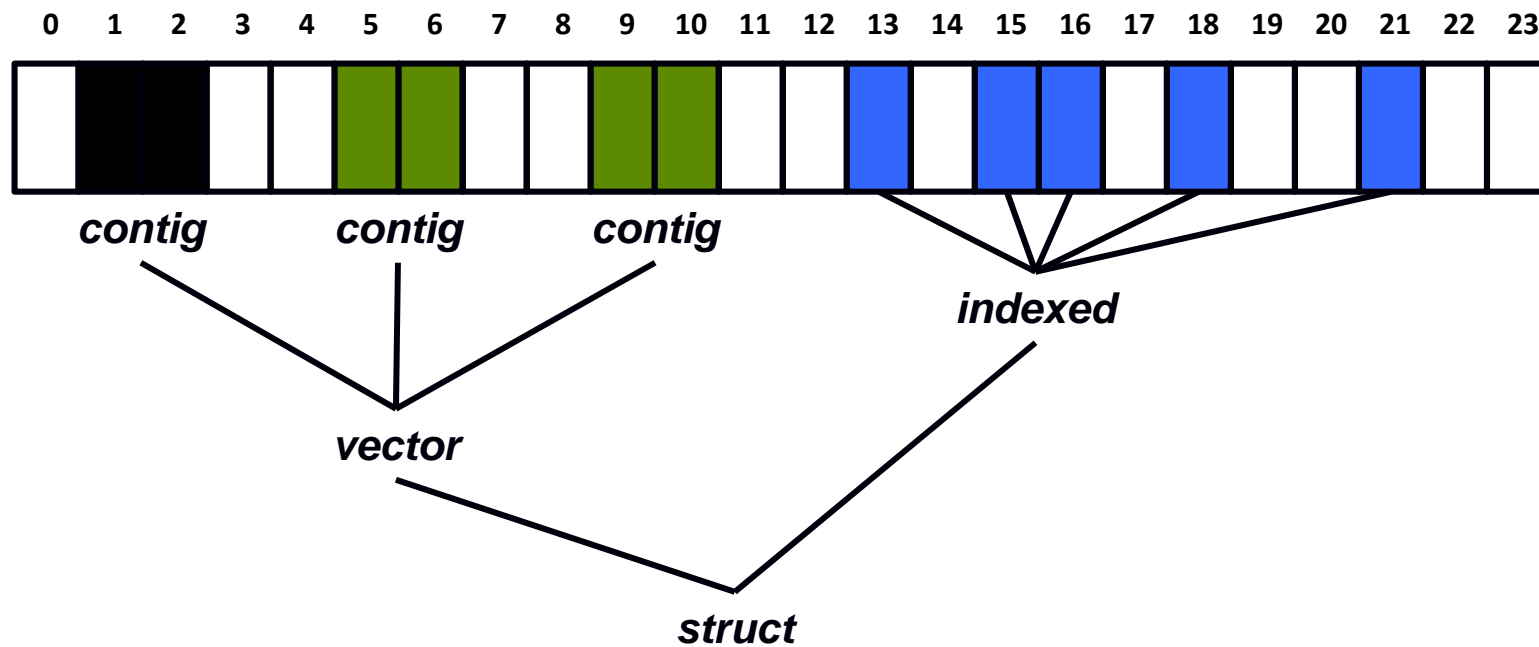 0 1 2 3 4 5 6 7 8 9 10 11 12 13 14 15 16 17 18 19 20 21 22 23
contig contig contig
indexed
vector
struct